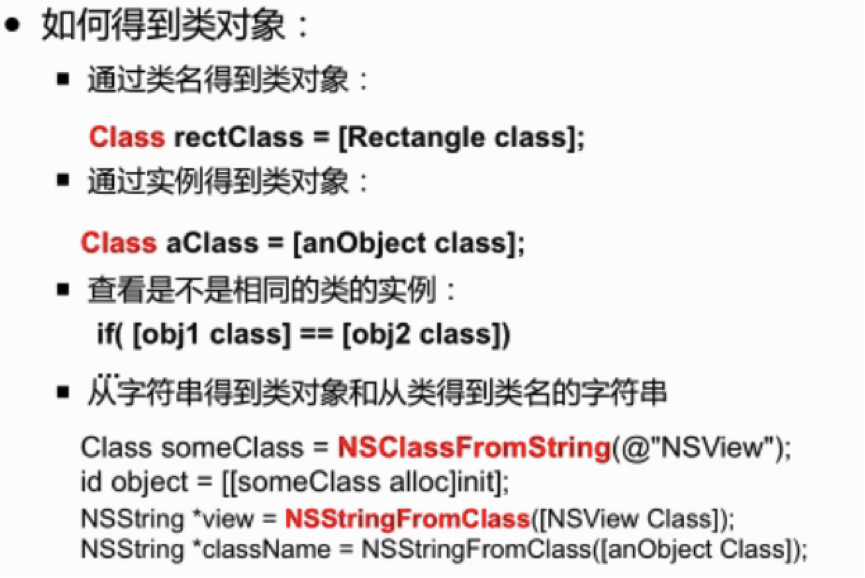 • 如何得到类对象：
▪ 通过类名得到类对象：
Class rectClass = [Rectangle class];
▪ 通过实例得到类对象：
Class aClass = [anObject class];
▪ 查看是不是相同的类的实例：
if( [obj1 class] == [obj2 class])
...
▪ 从字符串得到类对象和从类得到类名的字符串
Class someClass = NSClassFromString(@"NSView");
id object = [[someClass alloc]init];
NSString *view = NSStringFromClass([NSView Class]);
NSString *className = NSStringFromClass([anObject Class]);